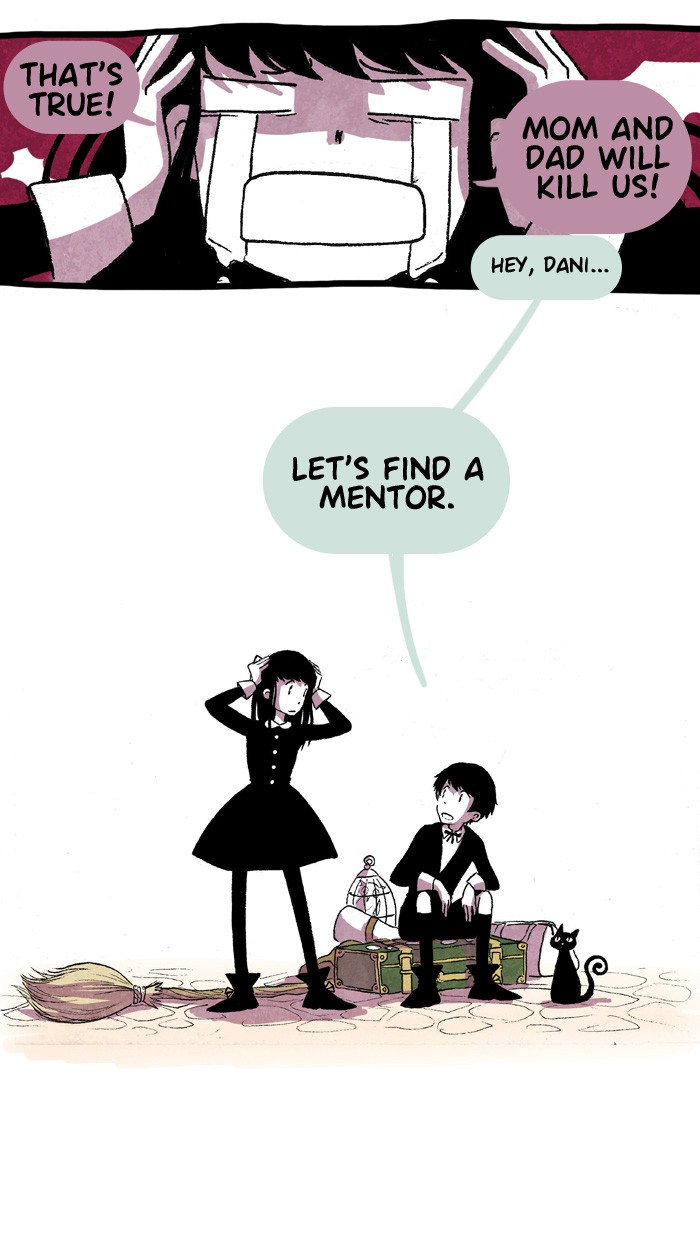 THAT'S
TRUE!
MOM AND
DAD WILL
KILL US!
HEY, DANI...
LET'S FIND A
MENTOR.